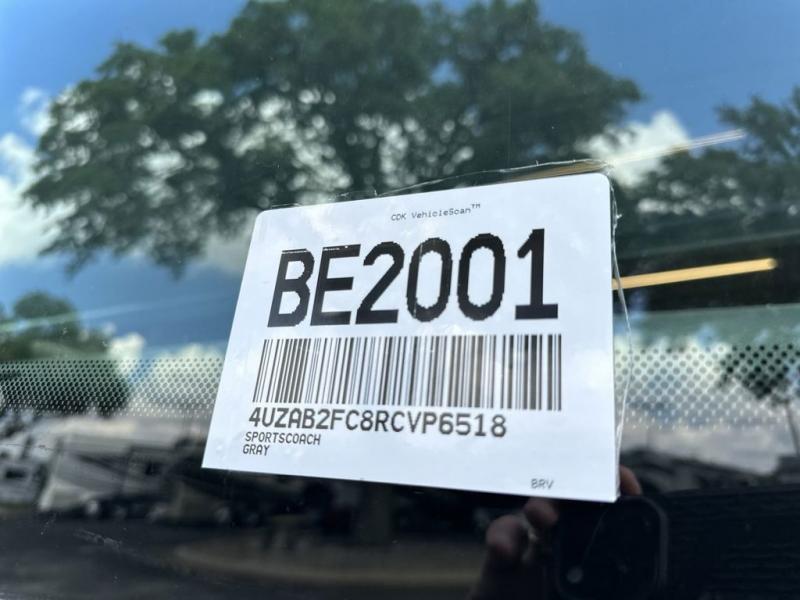 CDK VehicleScan™
BE2001
4UZAB2FC8RCVP6518
SPORTSCOACH
GRAY
BRV